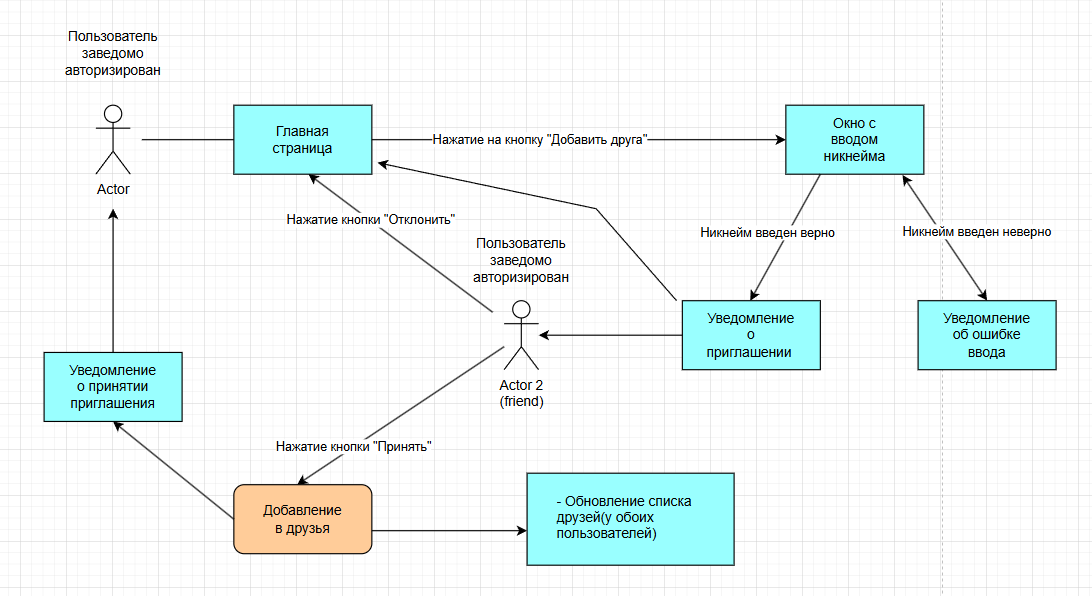 Пользователь
заведомо
авторизирован
Actor
Главная
страница
Нажатие на кнопку "Добавить друга"
Окно с
вводом
никнейма
Нажатие кнопки "Отклонить"
Никнейм введен верно
Никнейм введен неверно
Пользователь
заведомо
авторизирован
Actor 2
(friend)
Уведомление
о
приглашении
Уведомление
об ошибке
ввода
Уведомление
о принятии
приглашения
Нажатие кнопки "Принять"
Добавление
в друзья
- Обновление списка
друзей(у обоих
пользователей)